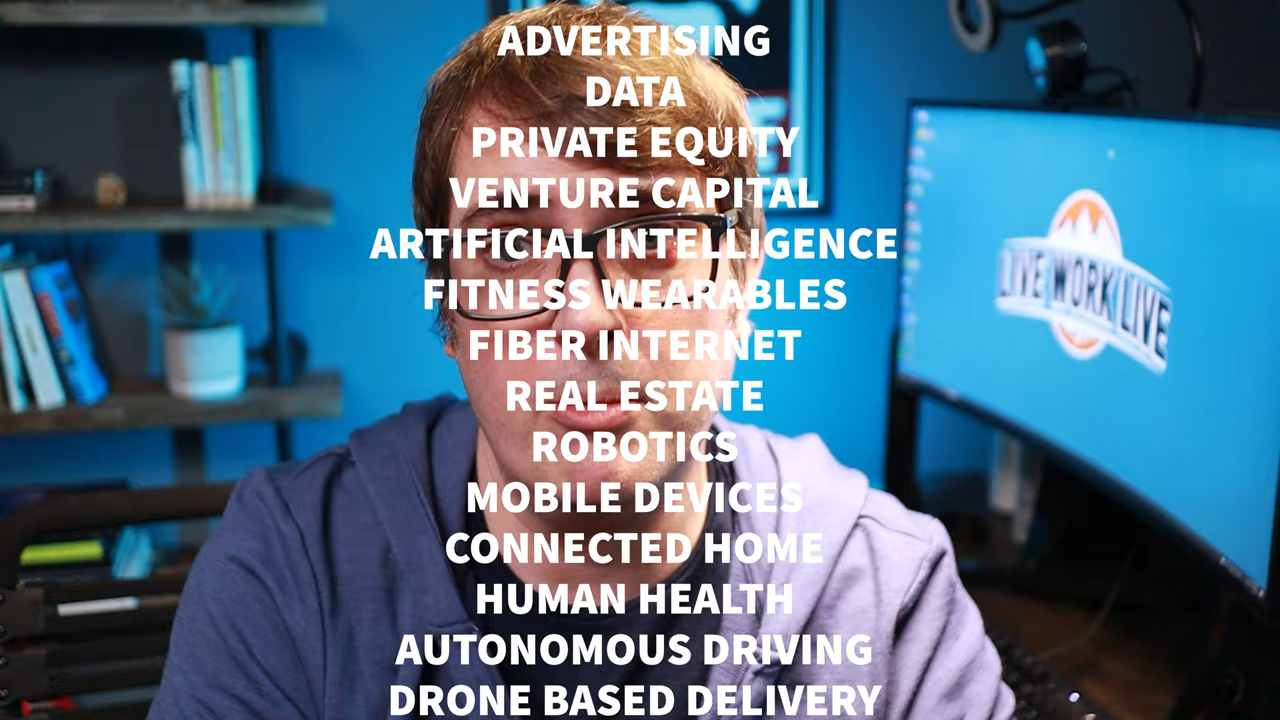 ADVERTISING
DATA
PRIVATE EQUITY
VENTURE CAPITAL
ARTIFICIAL INTELLIGENCE
FITNESS WEARABLES
FIBER INTERNET
REAL ESTATE
ROBOTICS
MOBILE DEVICES
CONNECTED HOME
HUMAN HEALTH
AUTONOMOUS DRIVING
DRONE BASED DELIVERY
LIVE WORK LIVE